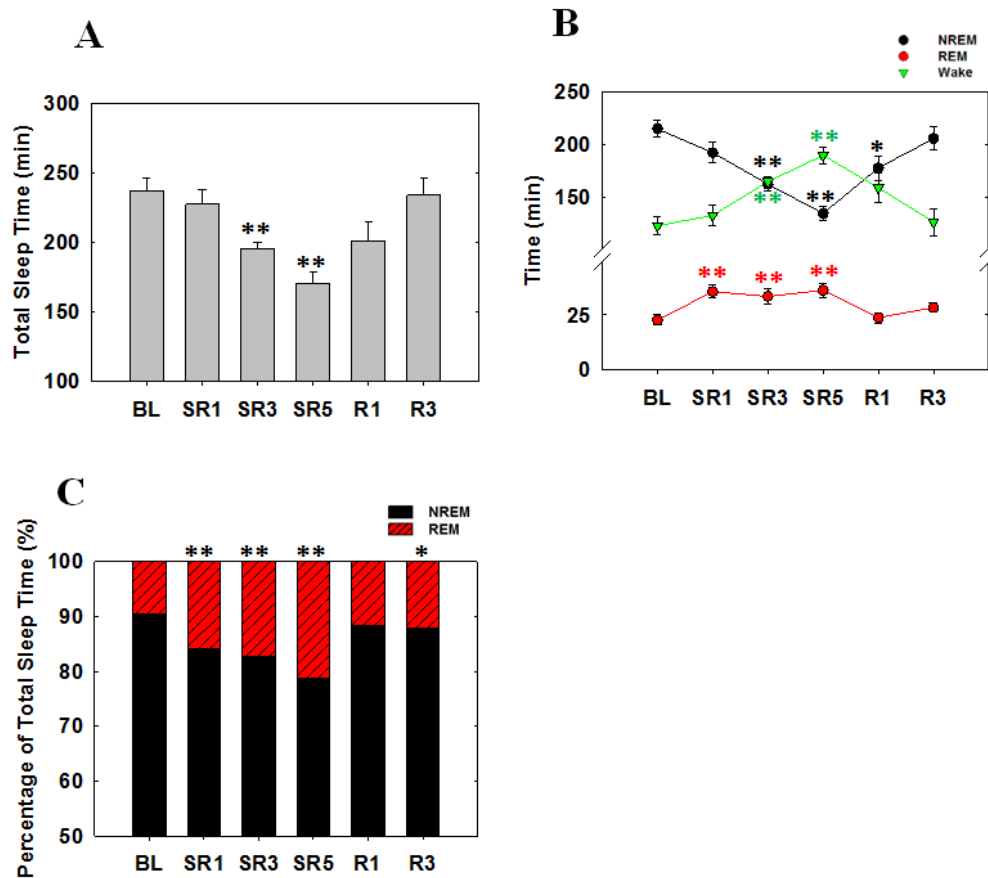 A
Total Sleep Time (min)
300
250
200
150
100
**
**
BL SR1 SR3 SR5 R1 R3
B
NREM
REM
Wake
Time (min)
250
200
150
25
0
**
**
**
**
*
** ** **
BL SR1 SR3 SR5 R1 R3
C
NREM
REM
Percentage of Total Sleep Time (%)
100
90
80
70
60
50
** ** ** *
BL SR1 SR3 SR5 R1 R3